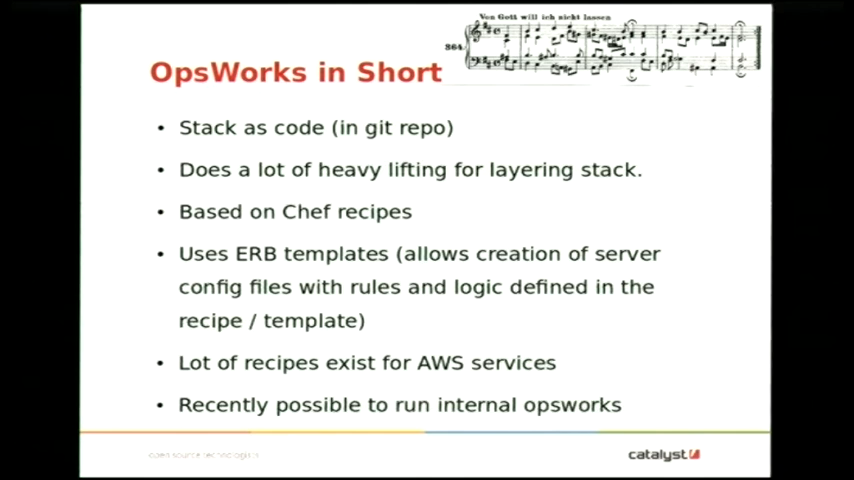 Von Gott will ich nicht lassen
364.
OpsWorks in Short
• Stack as code (in git repo)
• Does a lot of heavy lifting for layering stack.
• Based on Chef recipes
• Uses ERB templates (allows creation of server
config files with rules and logic defined in the
recipe / template)
• Lot of recipes exist for AWS services
• Recently possible to run internal opsworks
open source technologists
catalyst